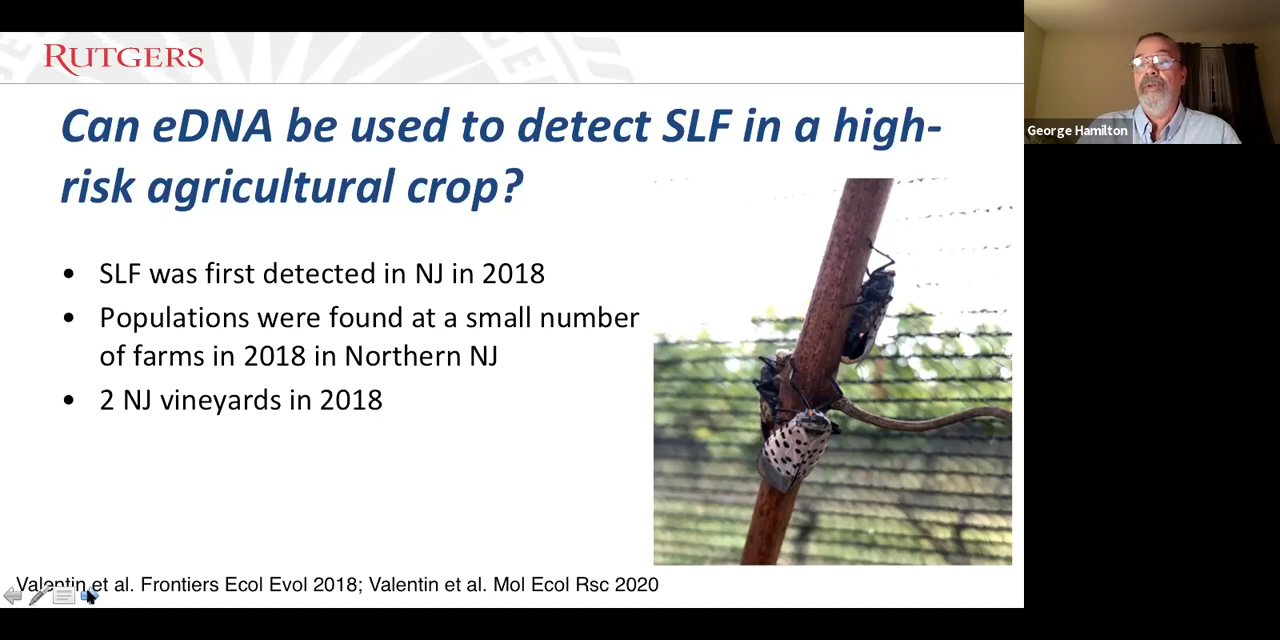 RUTGERS
Can eDNA be used to detect SLF in a high-
risk agricultural crop?
• SLF was first detected in NJ in 2018
• Populations were found at a small number
of farms in 2018 in Northern NJ
• 2 NJ vineyards in 2018
Valentin et al. Frontiers Ecol Evol 2018; Valentin et al. Mol Ecol Rsc 2020
George Hamilton